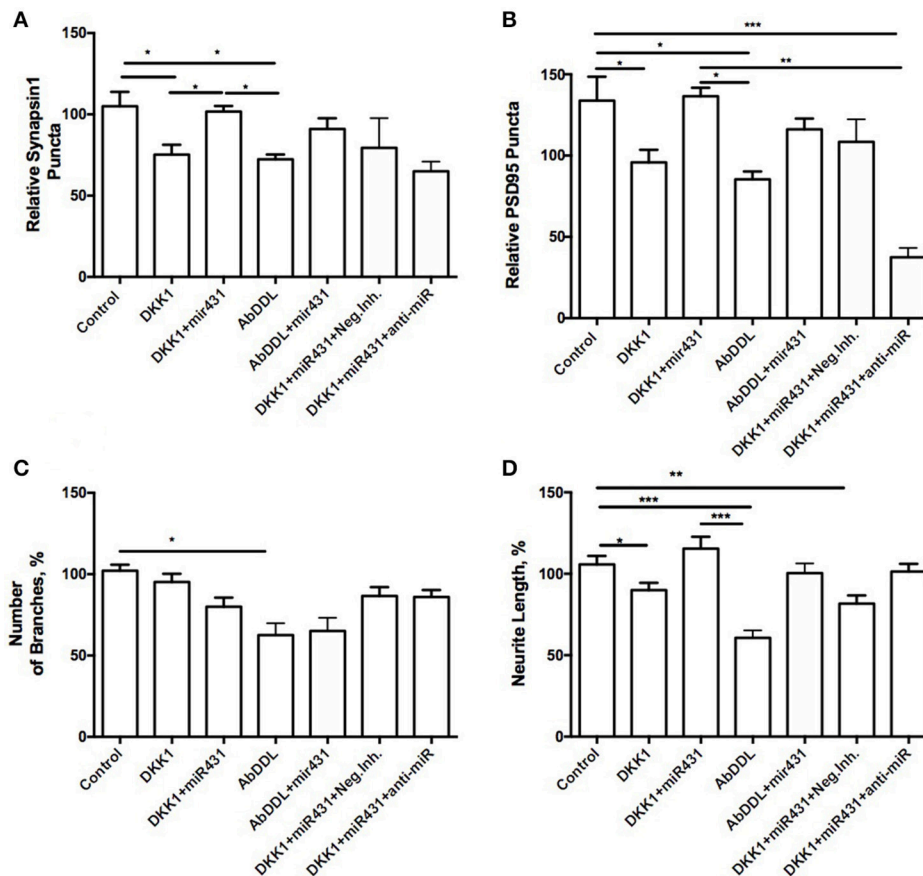 A
Relative Synapsin1
Puncta
150
100
50
0
*
*
*
*
Control
DKK1
DKK1+mir431
AbDDL
AbDDL+mir431
DKK1+miR431+Neg.Inh.
DKK1+miR431+anti-miR
B
Relative PSD95 Puncta
150
100
50
0
***
*
**
*
*
Control
DKK1
DKK1+mir431
AbDDL
AbDDL+mir431
DKK1+miR431+Neg.Inh.
DKK1+miR431+anti-miR
C
Number
of Branches, %
150
100
50
0
*
Control
DKK1
DKK1+miR431
AbDDL
AbDDL+mir431
DKK1+miR431+Neg.Inh.
DKK1+miR431+anti-miR
D
Neurite Length, %
150
100
50
0
**
***
***
*
Control
DKK1
DKK1+miR431
AbDDL
AbDDL+mir431
DKK1+miR431+Neg.Inh.
DKK1+miR431+anti-miR